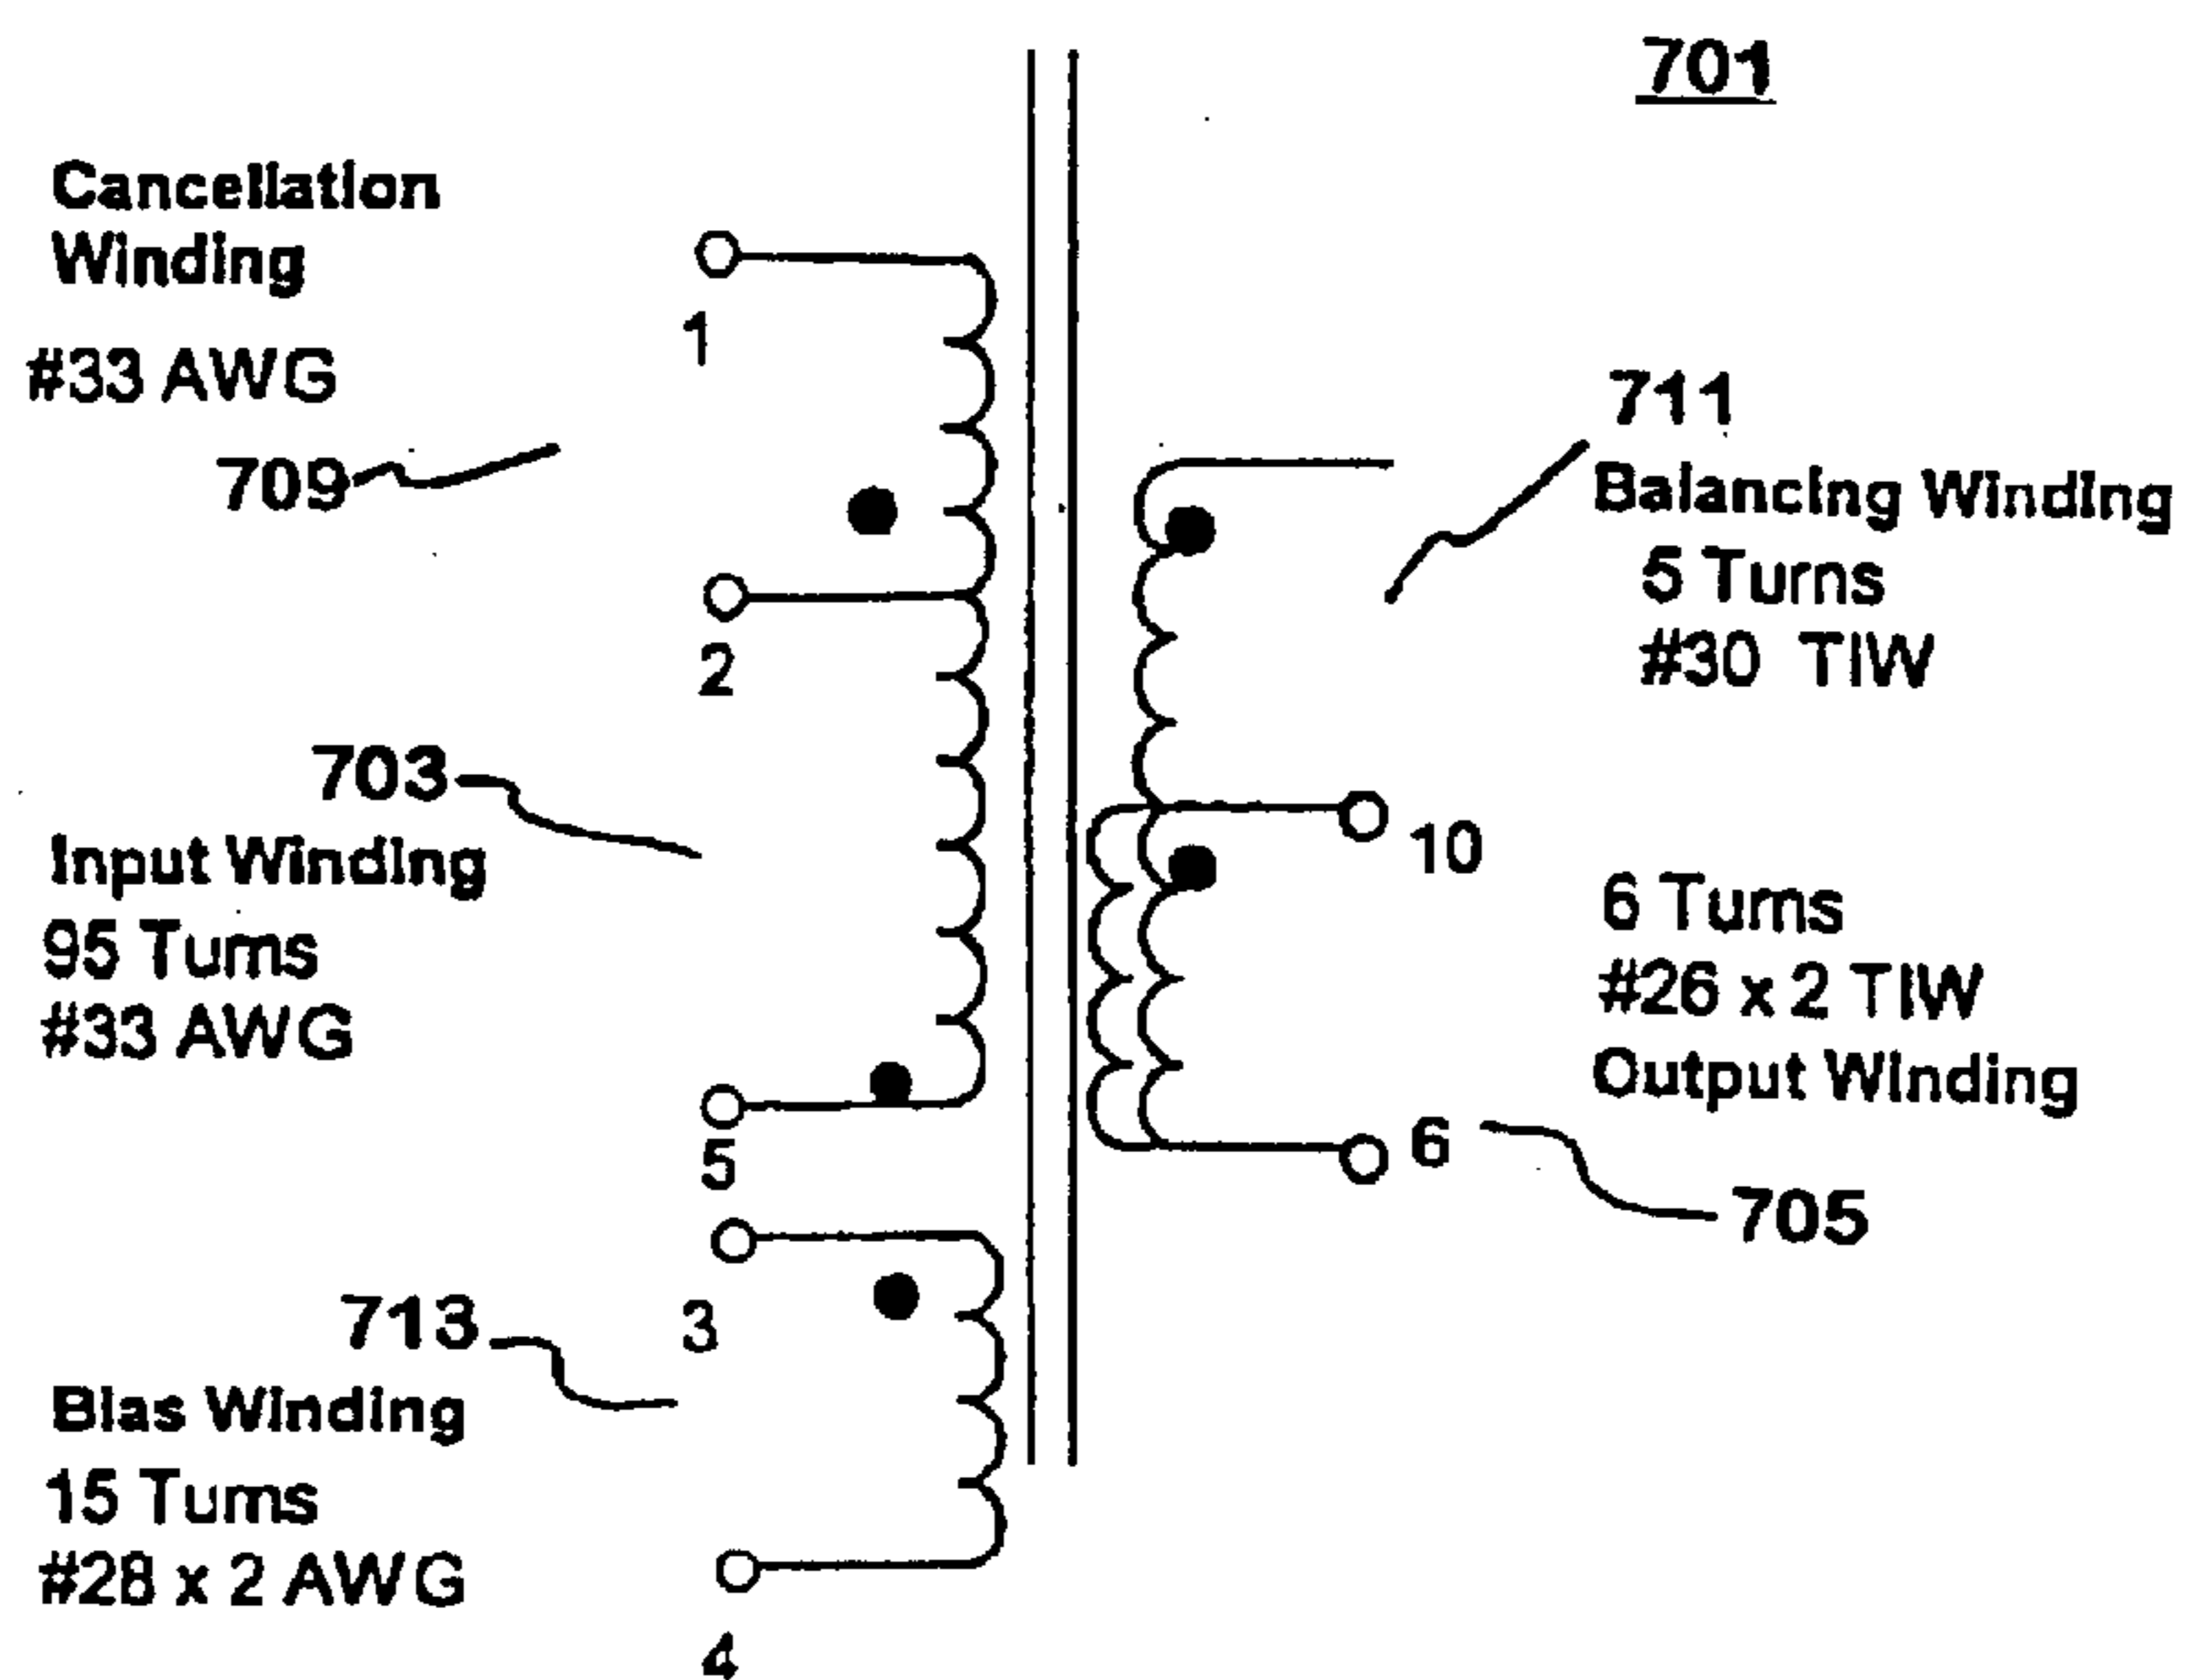 701
Cancellation
Winding
#33 AWG
709
1
2
703
Input Winding
95 Turns
#33 AWG
5
3
713
Bias Winding
15 Turns
#28 x 2 AWG
4
711
Balancing Winding
5 Turns
#30 TIW
10
6 Turns
#26 x 2 TIW
Output Winding
6
705